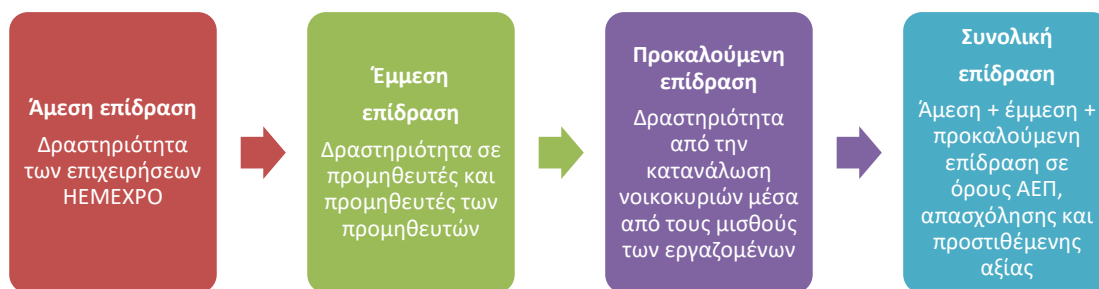 Άμεση επίδραση
Δραστηριότητα
των επιχειρήσεων
HEMEXPO
Έμμεση
επίδραση
Δραστηριότητα σε
προμηθευτές και
προμηθευτές των
προμηθευτών
Προκαλούμενη
επίδραση
Δραστηριότητα
από την
κατανάλωση
νοικοκυριών μέσα
από τους μισθούς
των εργαζομένων
Συνολική
επίδραση
Άμεση + έμμεση +
προκαλούμενη
επίδραση σε
όρους ΑΕΠ,
απασχόλησης και
προστιθέμενης
αξίας